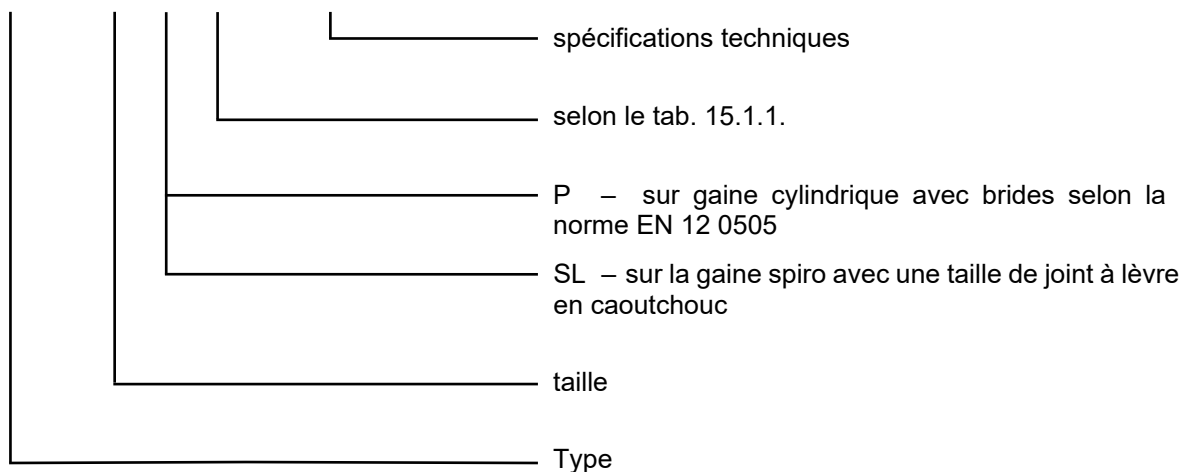 spécifications techniques
selon le tab. 15.1.1.
P – sur gaine cylindrique avec brides selon la
norme EN 12 0505
SL – sur la gaine spiro avec une taille de joint à lèvre
en caoutchouc
taille
Type